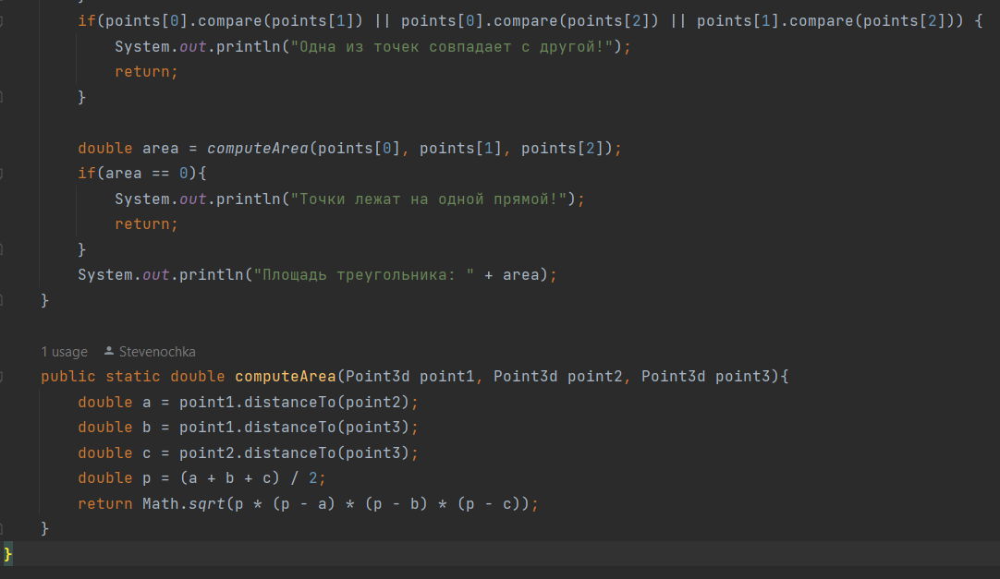 }
if(points[0].compare(points[1]) || points[0].compare(points[2]) || points[1].compare(points[2])) {
System.out.println("Одна из точек совпадает с другой!");
return;
}
double area = computeArea(points[0], points[1], points[2]);
if(area == 0){
System.out.println("Точки лежат на одной прямой!");
return;
}
System.out.println("Площадь треугольника: " + area);
}
1 usage Stevenochka
public static double computeArea(Point3d point1, Point3d point2, Point3d point3){
double a = point1.distanceTo(point2);
double b = point1.distanceTo(point3);
double c = point2.distanceTo(point3);
double p = (a + b + c) / 2;
return Math.sqrt(p * (p - a) * (p - b) * (p - c));
}
}